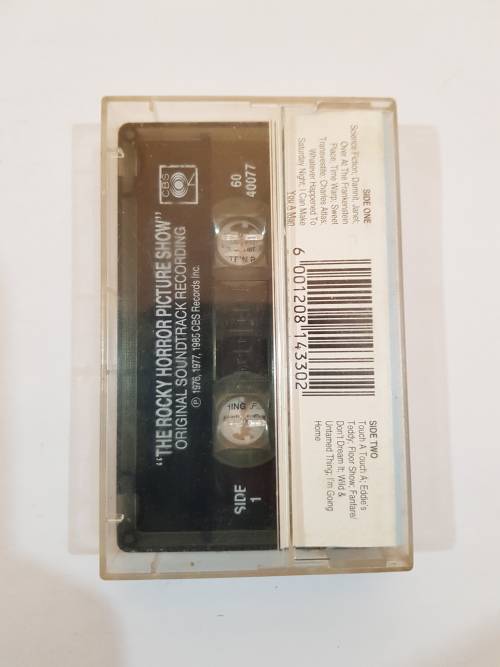 CBS
60
40077
"THE ROCKY HORROR PICTURE SHOW"
ORIGINAL SOUNDTRACK RECORDING
℗ 1976, 1977, 1985 CBS Records Inc.
SIDE
1
SIDE ONE
Science Fiction, Damnit, Janet;
Over At The Frankenstein
Place; Time Warp; Sweet
Transvestite; Charles Atlas;
Whatever Happened To
Saturday Night; I Can Make
You A Man
6 001208 143302
SIDE TWO
Touch A Touch A; Eddie's
Teddy; Floor Show; Fanfare/
Don't Dream It; Wild &
Untamed Thing; I'm Going
Home